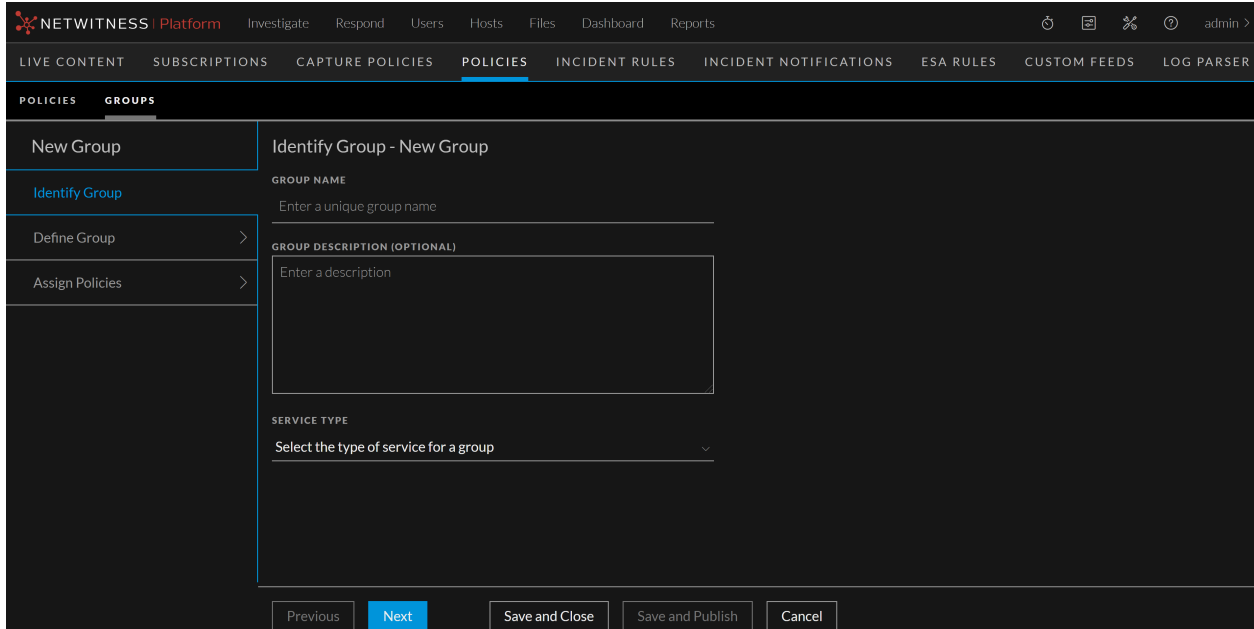 NETWITNESS Platform Investigate Respond Users Hosts Files Dashboard Reports admin >
LIVE CONTENT SUBSCRIPTIONS CAPTURE POLICIES POLICIES INCIDENT RULES INCIDENT NOTIFICATIONS ESA RULES CUSTOM FEEDS LOG PARSER
POLICIES GROUPS
New Group
Identify Group
Define Group
Assign Policies
Identify Group - New Group
GROUP NAME
Enter a unique group name
GROUP DESCRIPTION (OPTIONAL)
Enter a description
SERVICE TYPE
Select the type of service for a group
Previous Next Save and Close Save and Publish Cancel